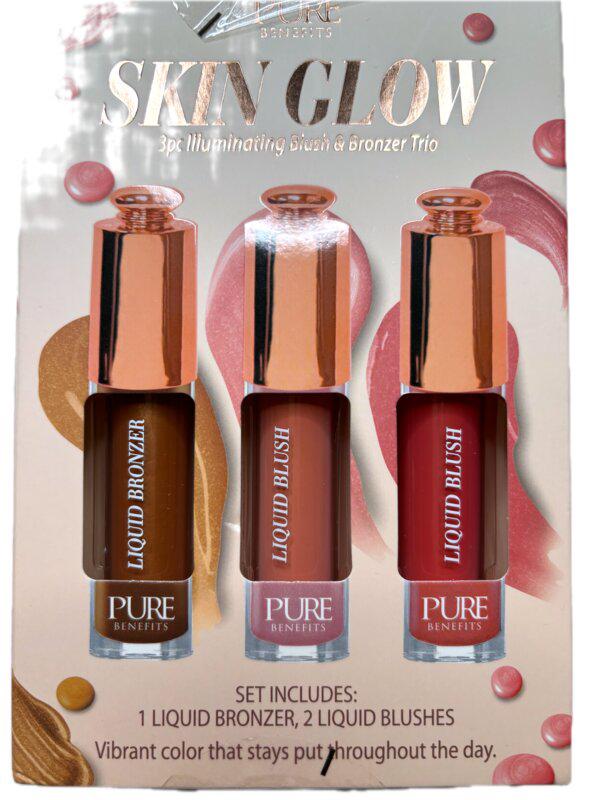 PURE
BENEFITS
SKIN GLOW
3pc Illuminating Blush & Bronzer Trio
LIQUID BRONZER
LIQUID BLUSH
LIQUID BLUSH
PURE
BENEFITS
PURE
BENEFITS
PURE
BENEFITS
SET INCLUDES:
1 LIQUID BRONZER, 2 LIQUID BLUSHES
Vibrant color that stays put throughout the day.